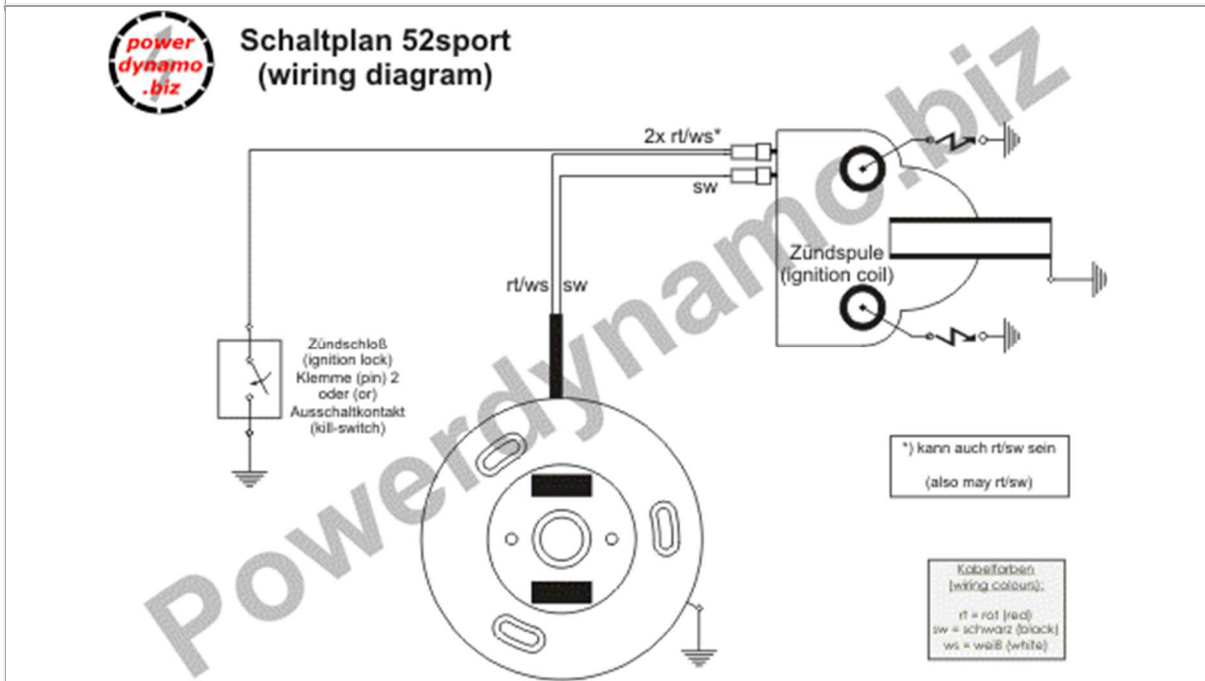 power
dynamo
.biz
Schaltplan 52sport
(wiring diagram)
2x rt/ws*
sw
rt/ws
sw
Zündspule
(ignition coil)
Zündschloß
(ignition lock)
Klemme (pin) 2
oder (or)
Ausschaltkontakt
(kill-switch)
*) kann auch rt/sw sein
(also may rt/sw)
Kabelfarben
(wiring colours):
rt = rot (red)
sw = schwarz (black)
ws = weiß (white)
Powerdynamo.biz